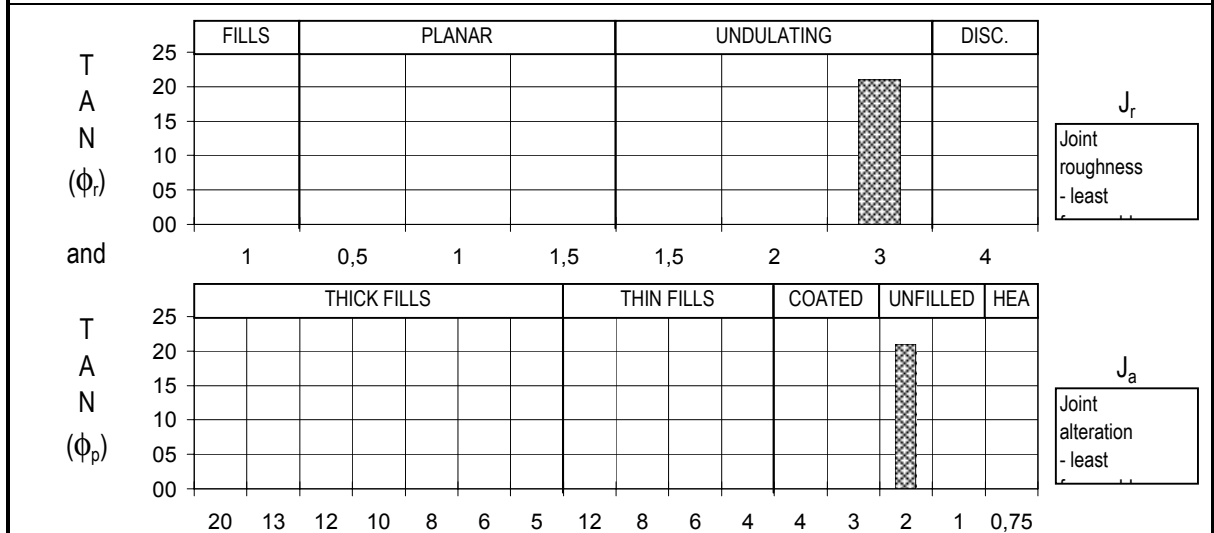 FILLS PLANAR UNDULATING DISC.
T
A
N
(ϕr)
25
20
15
10
05
00
Jr
Joint
roughness
- least
and
1 0,5 1 1,5 1,5 2 3 4
THICK FILLS THIN FILLS COATED UNFILLED HEA
T
A
N
(ϕp)
25
20
15
10
05
00
Ja
Joint
alteration
- least
20 13 12 10 8 6 5 12 8 6 4 4 3 2 1 0,75